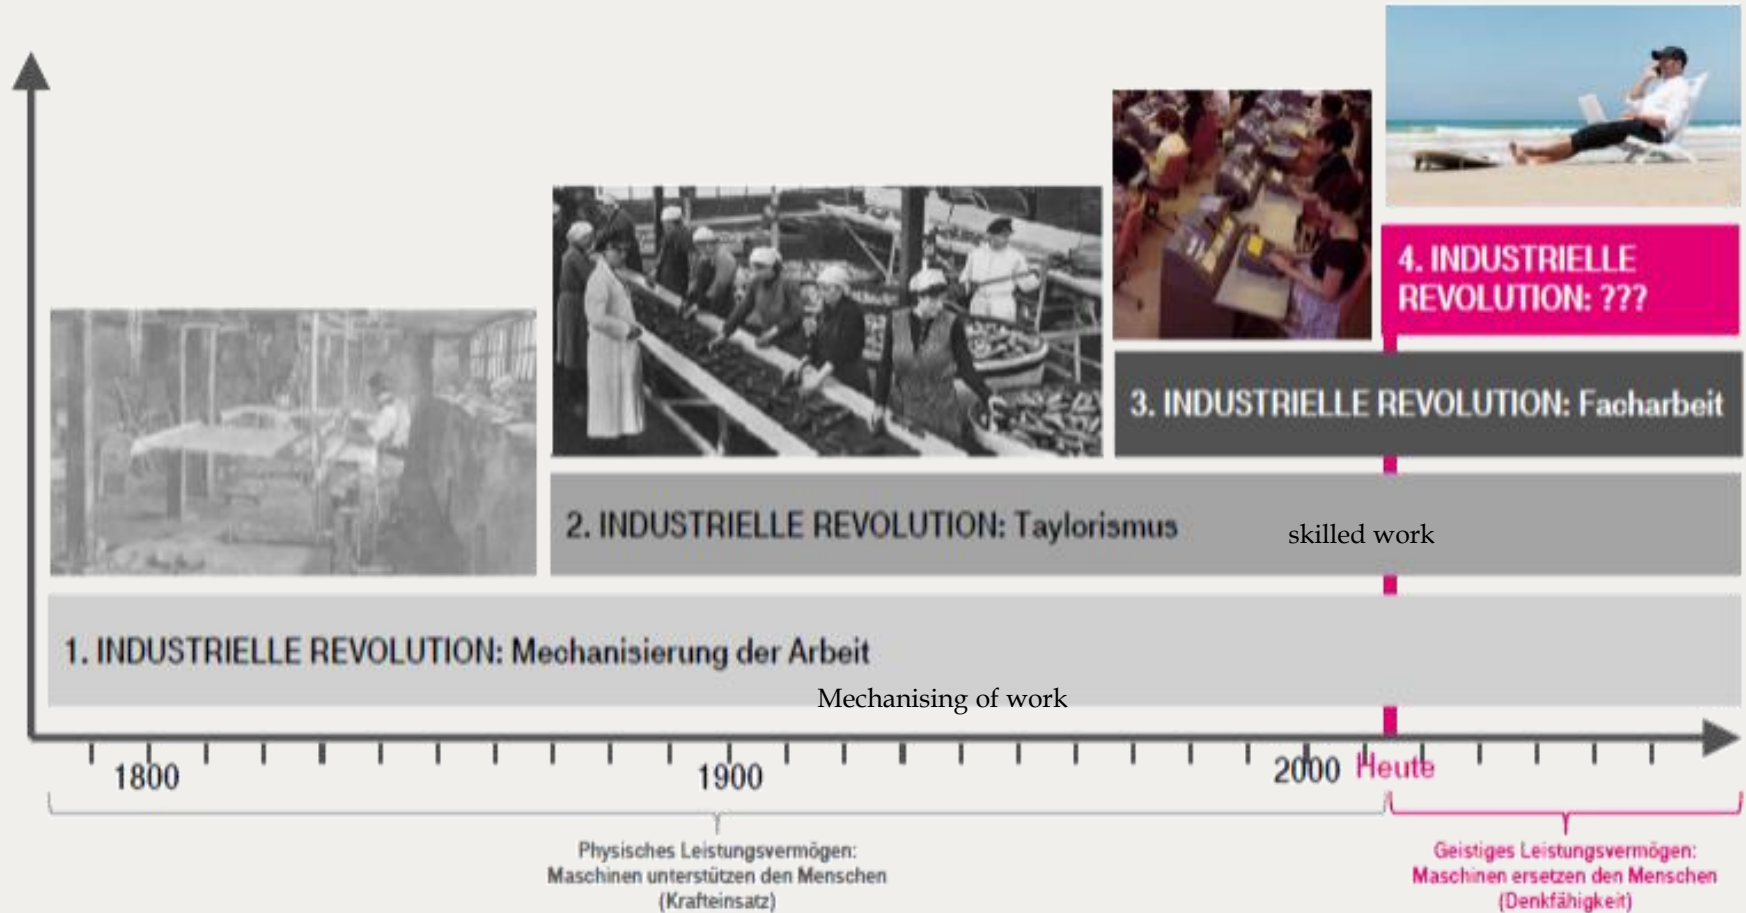 4. INDUSTRIELLE
REVOLUTION: ???
3. INDUSTRIELLE REVOLUTION: Facharbeit
2. INDUSTRIELLE REVOLUTION: Taylorismus
skilled work
1. INDUSTRIELLE REVOLUTION: Mechanisierung der Arbeit
Mechanising of work
1800
1900
2000
Heute
Physisches Leistungsvermögen:
Maschinen unterstützen den Menschen
(Krafteinsatz)
Geistiges Leistungsvermögen:
Maschinen ersetzen den Menschen
(Denkfähigkeit)